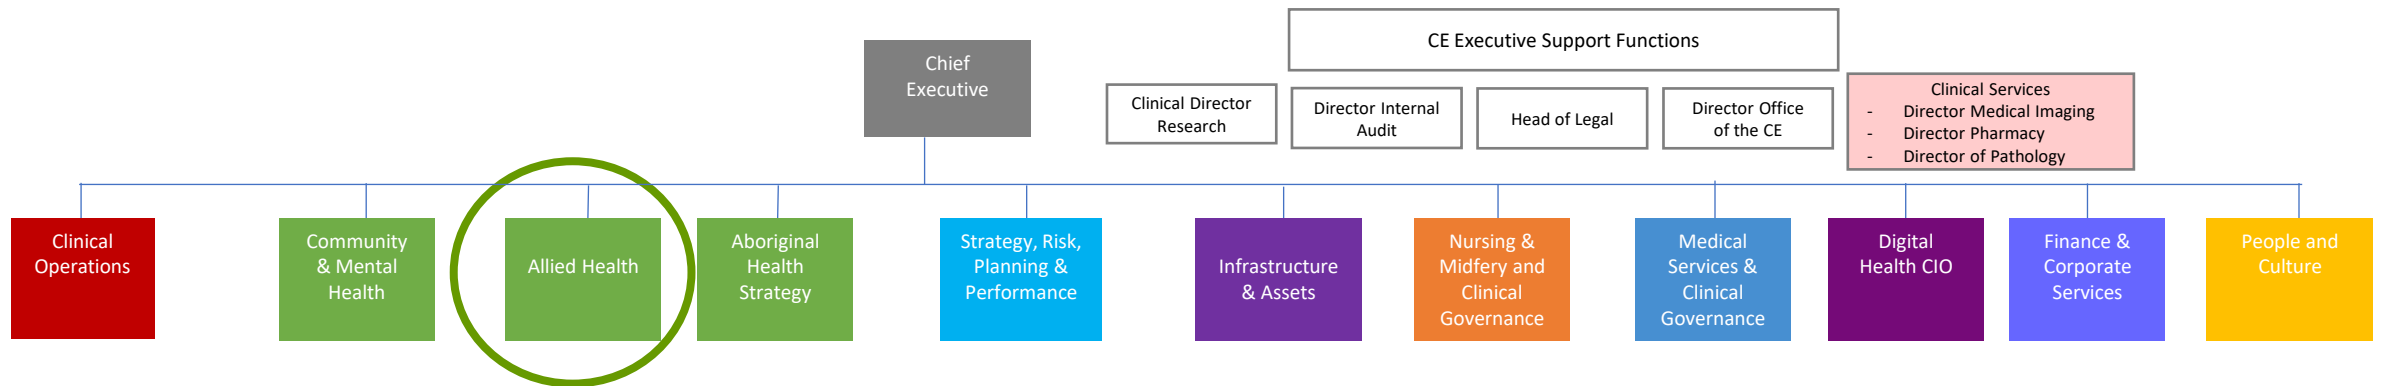 CE Executive Support Functions
Chief
Executive
Clinical Director
Research
Director Internal
Audit
Head of Legal
Director Office
of the CE
Clinical Services
- Director Medical Imaging
- Director Pharmacy
- Director of Pathology
Clinical
Operations
Community
& Mental
Health
Allied Health
Aboriginal
Health
Strategy
Strategy, Risk,
Planning &
Performance
Infrastructure
& Assets
Nursing &
Midfery and
Clinical
Governance
Medical
Services &
Clinical
Governance
Digital
Health CIO
Finance &
Corporate
Services
People and
Culture